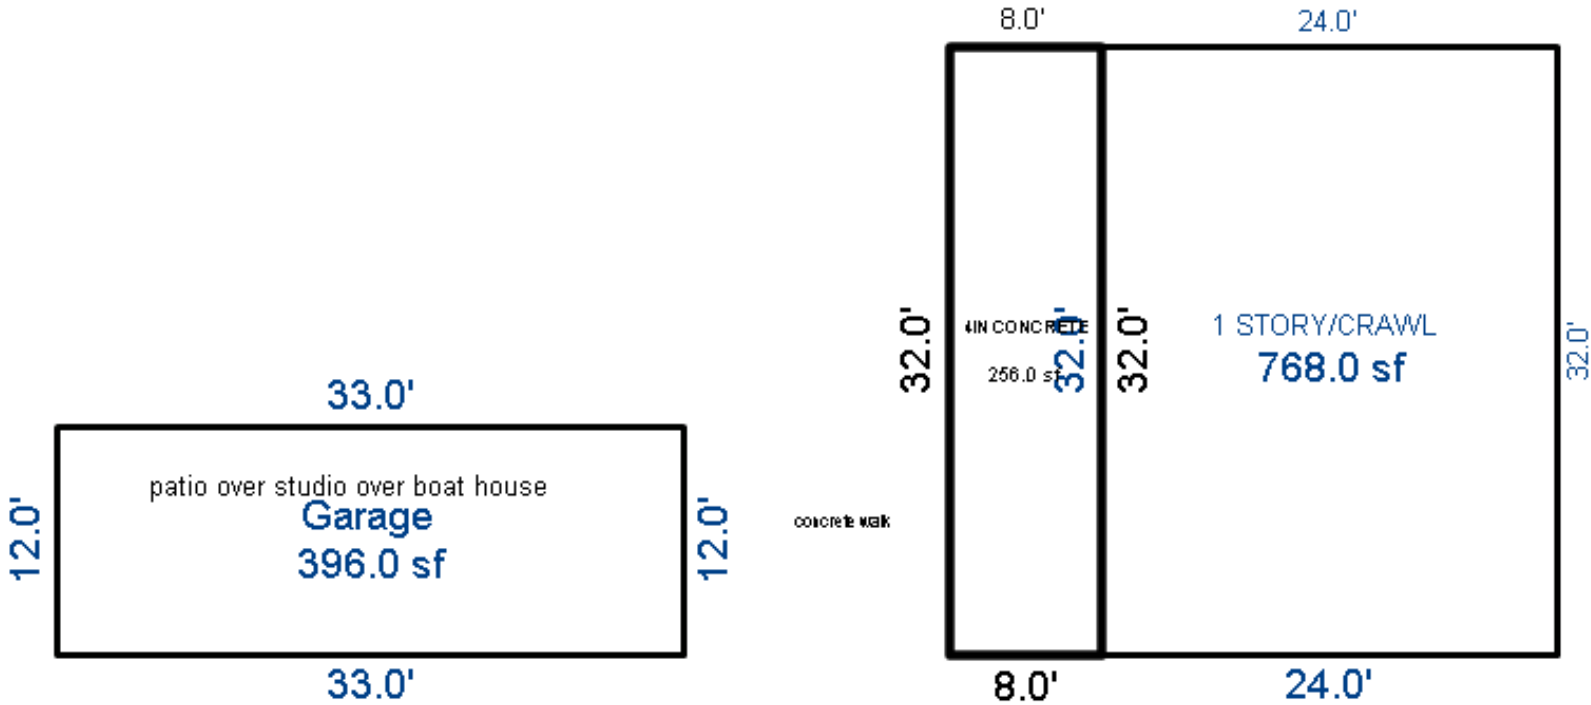 8.0'
24.0'
32.0'
4IN CONCRETE
256.0 sf
32.0'
32.0'
1 STORY/CRAWL
768.0 sf
32.0'
33.0'
12.0'
patio over studio over boat house
Garage
396.0 sf
12.0'
concrete walk
33.0'
8.0'
24.0'